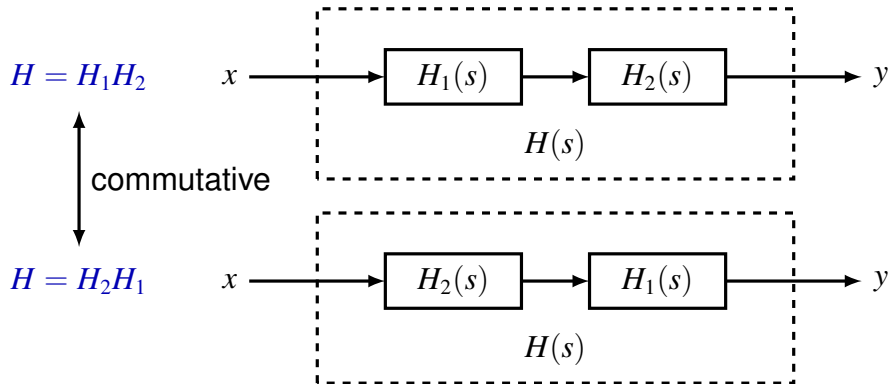 H = H₁H₂ x H₁(s) H₂(s) y
H(s)
commutative
H = H₂H₁ x H₂(s) H₁(s) y
H(s)